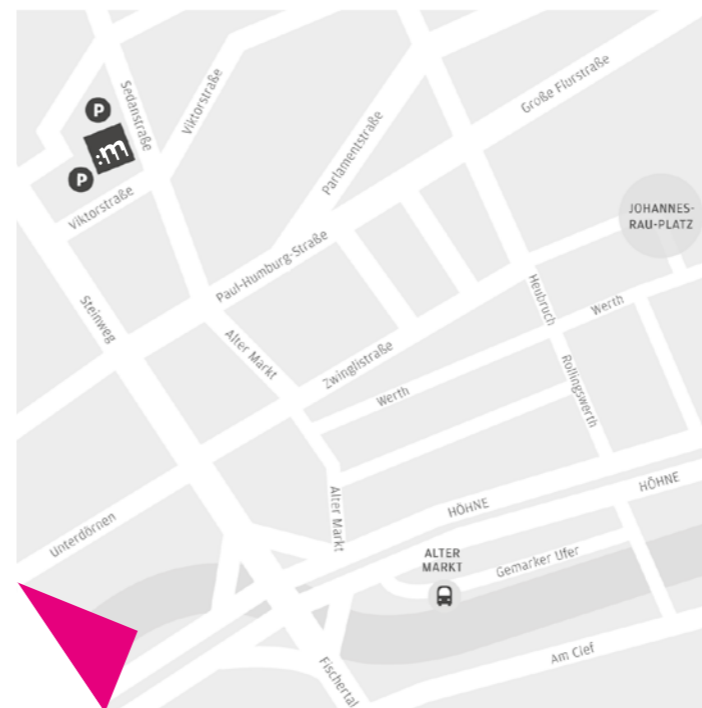 Sedanstraße
Viktorstraße
P
:m
P
Viktorstraße
Parlamentstraße
Große Flurstraße
JOHANNES-
RAU-PLATZ
Paul-Humburg-Straße
Steinweg
Alter Markt
Zwinglistraße
Heubruch
Werth
Werth
Rollingswerth
Unterdörnen
Alter Markt
HÖHNE
HÖHNE
ALTER
MARKT
Gemarker Ufer
Fischertal
Am Clef